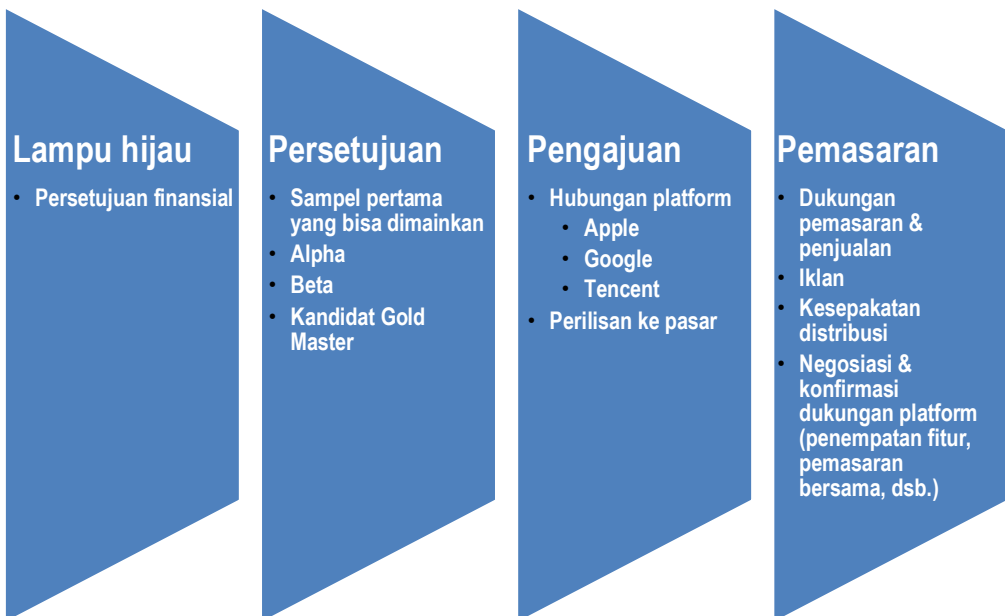 Lampu hijau
• Persetujuan finansial
Persetujuan
• Sampel pertama
yang bisa dimainkan
• Alpha
• Beta
• Kandidat Gold
Master
Pengajuan
• Hubungan platform
• Apple
• Google
• Tencent
• Perilisan ke pasar
Pemasaran
• Dukungan
pemasaran &
penjualan
• Iklan
• Kesepakatan
distribusi
• Negosiasi &
konfirmasi
dukungan platform
(penempatan fitur,
pemasaran
bersama, dsb.)